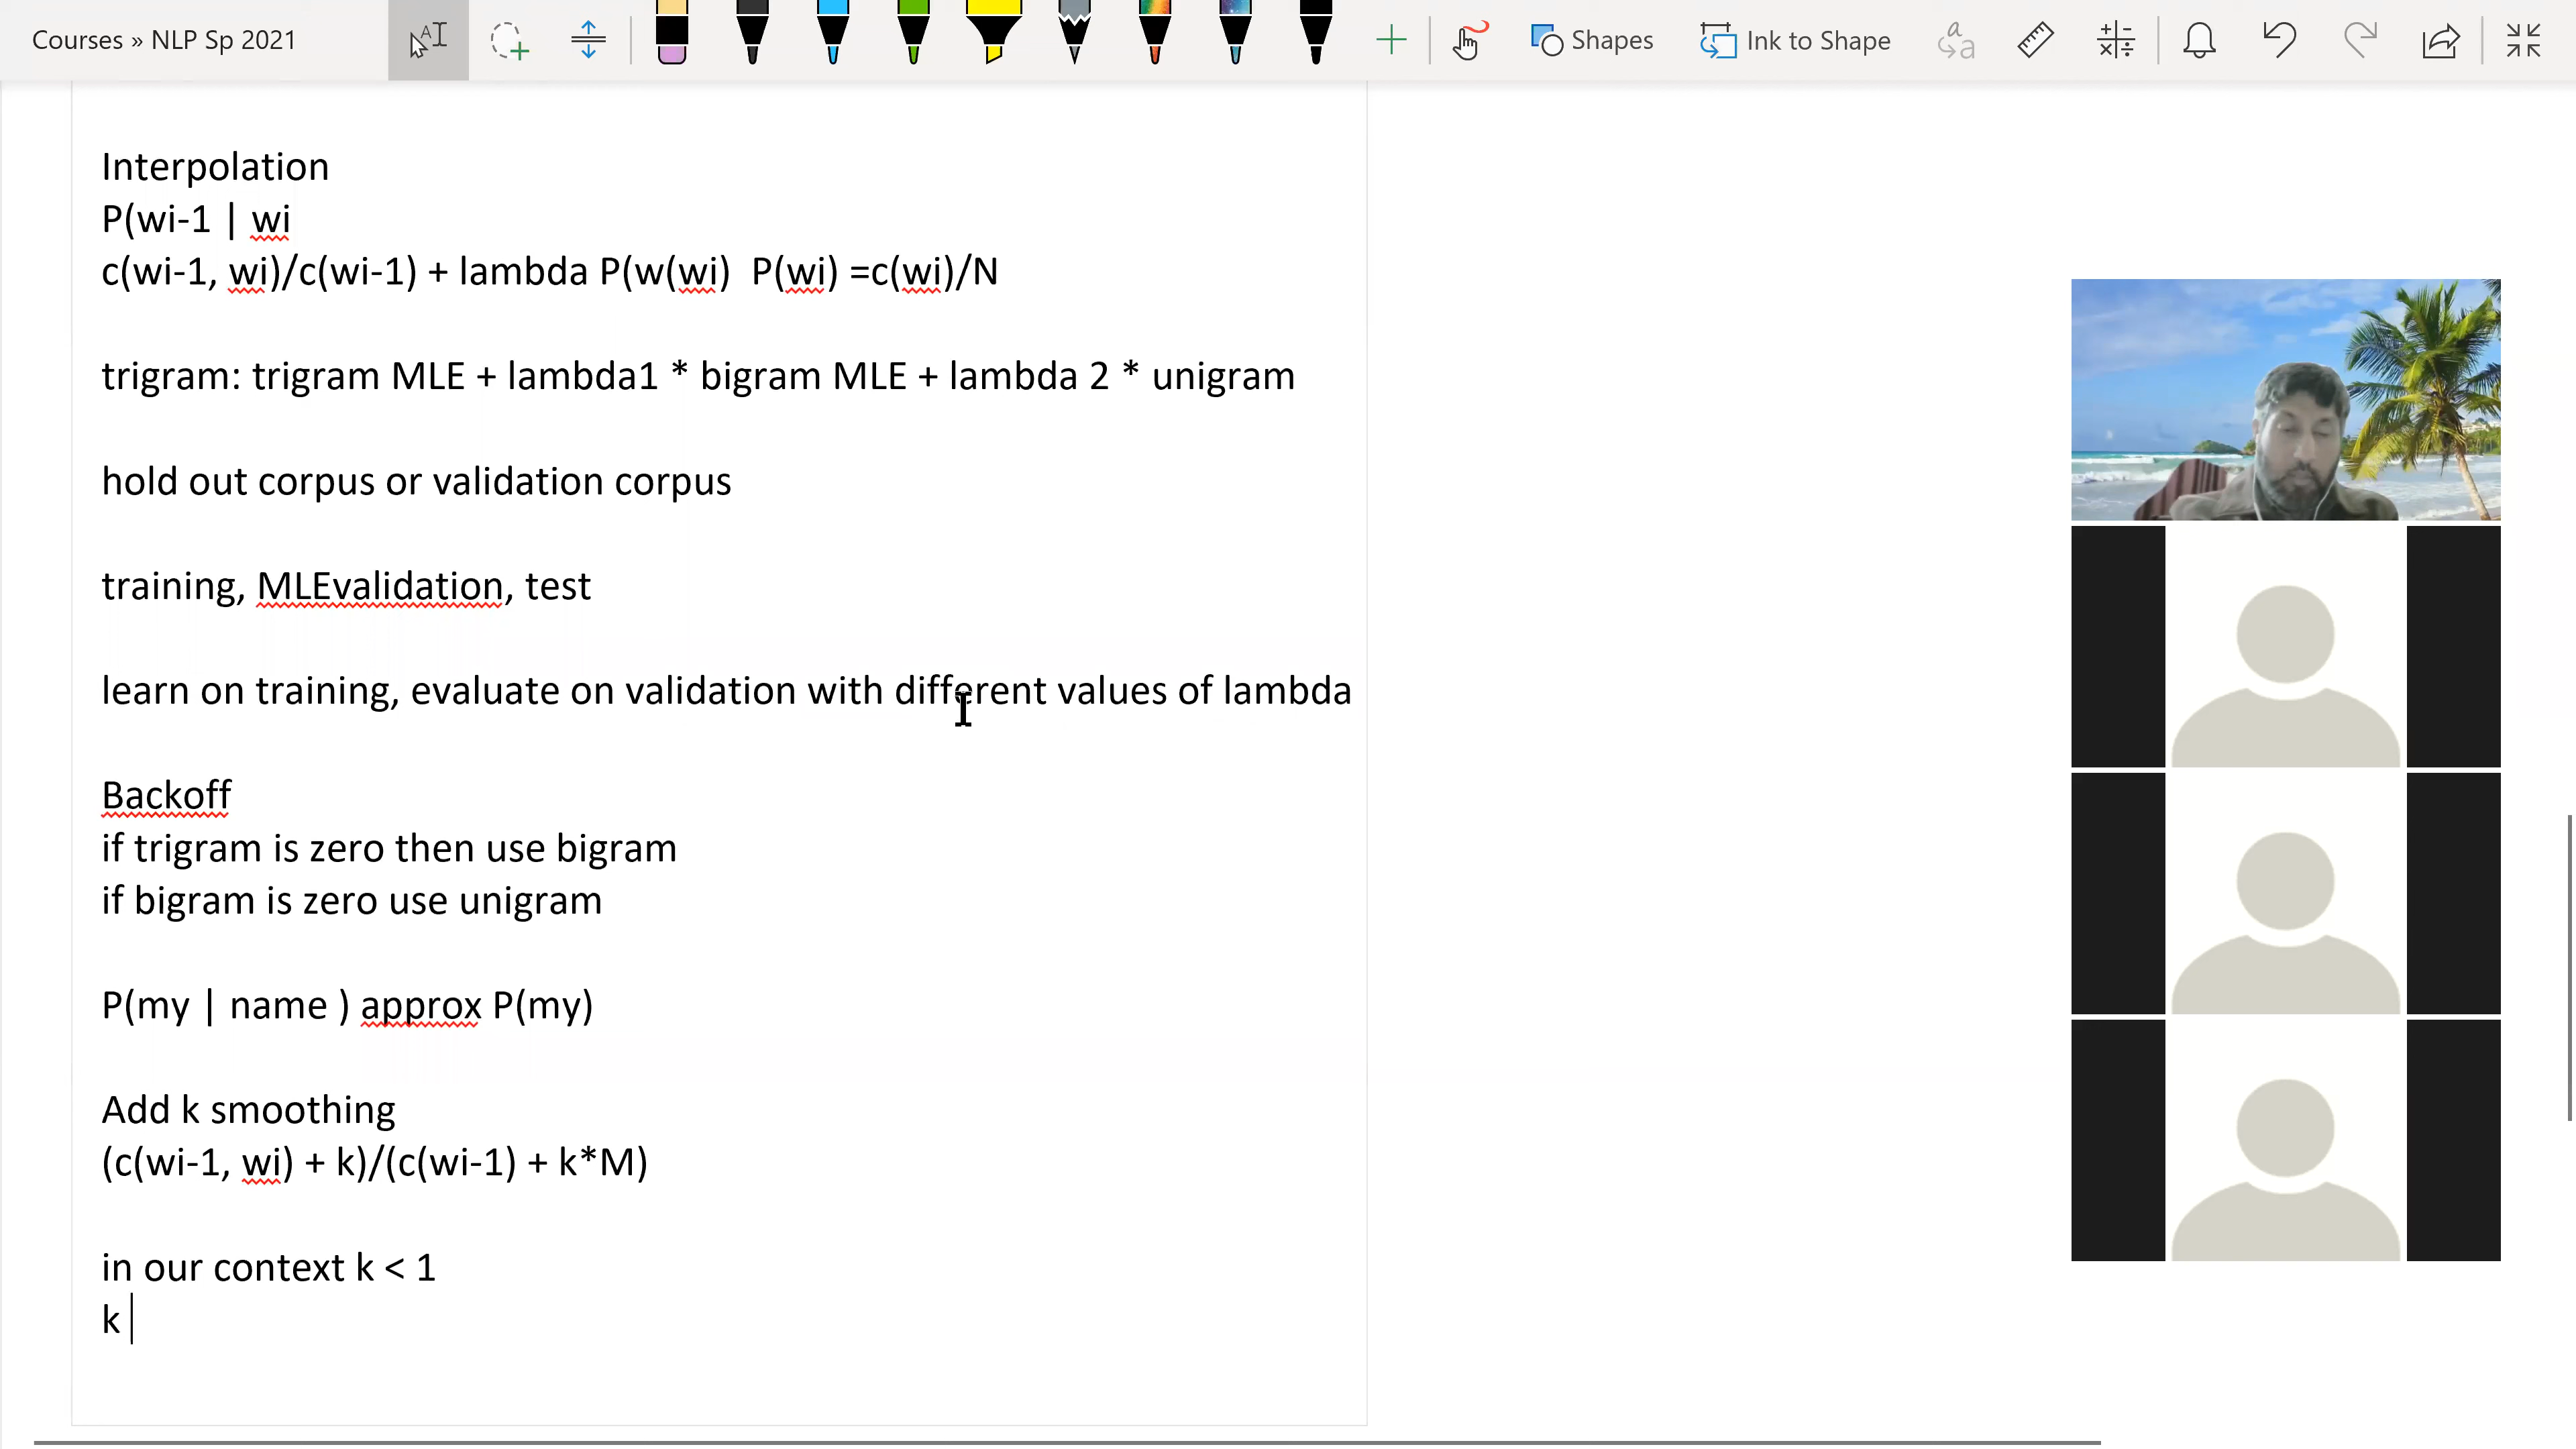 Courses » NLP Sp 2021
Shapes
Ink to Shape
Interpolation
P(wi-1 | wi
c(wi-1, wi)/c(wi-1) + lambda P(w(wi)  P(wi) =c(wi)/N
trigram: trigram MLE + lambda1 * bigram MLE + lambda 2 * unigram
hold out corpus or validation corpus
training, MLEvalidation, test
learn on training, evaluate on validation with different values of lambda
Backoff
if trigram is zero then use bigram
if bigram is zero use unigram
P(my | name ) approx P(my)
Add k smoothing
(c(wi-1, wi) + k)/(c(wi-1) + k*M)
in our context k < 1
k